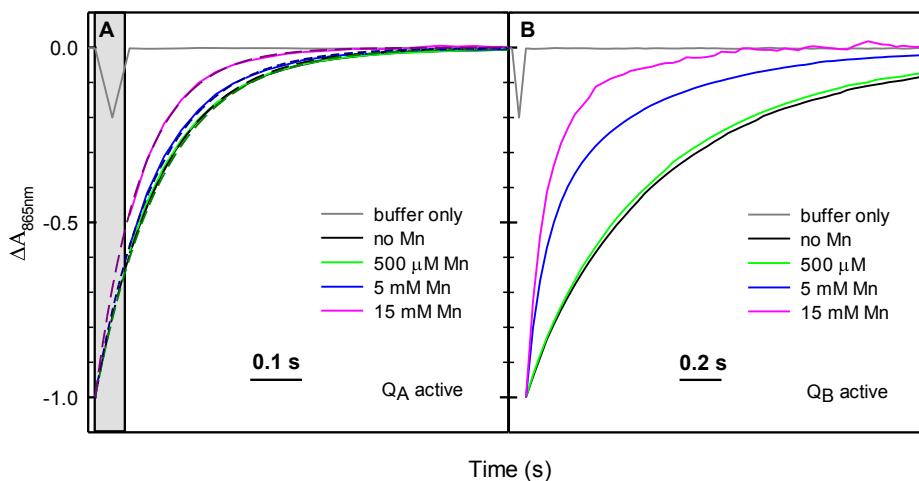 A
B
0.0
-0.5
-1.0
ΔA865nm
buffer only
no Mn
500 μM Mn
5 mM Mn
15 mM Mn
0.1 s
QA active
buffer only
no Mn
500 μM
5 mM Mn
15 mM Mn
0.2 s
QB active
Time (s)